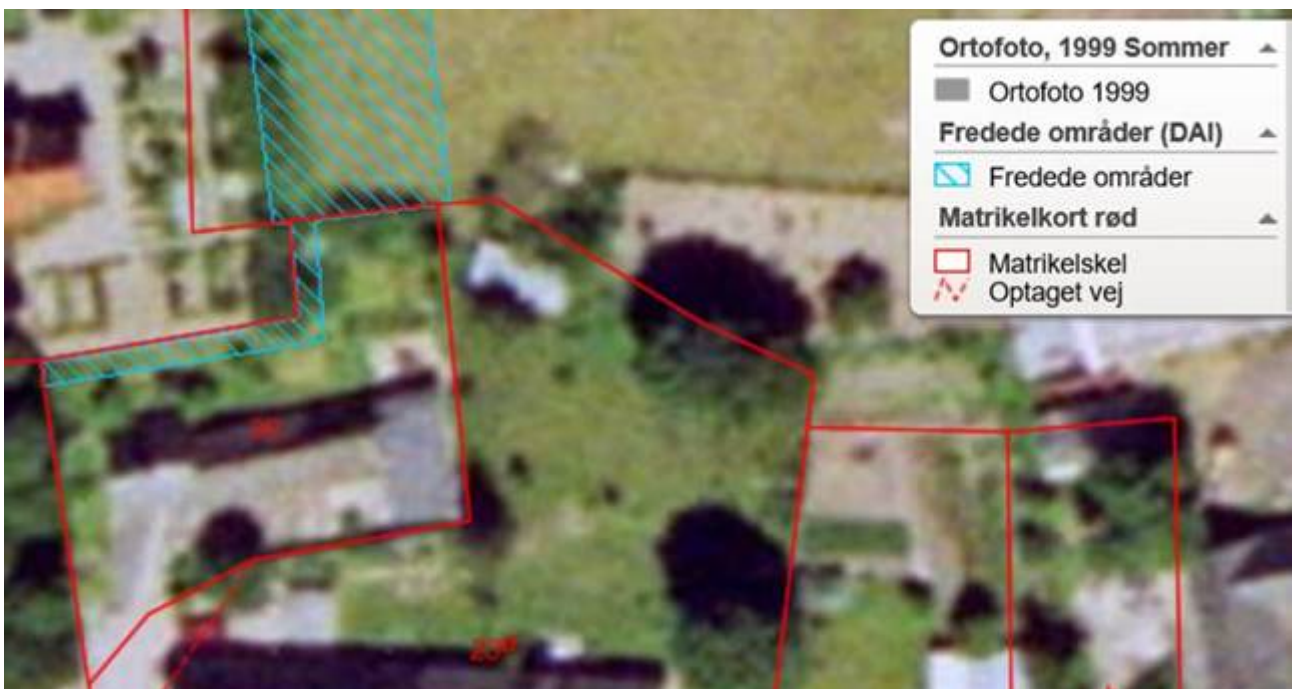 Ortofoto, 1999 Sommer
Ortofoto 1999
Fredede områder (DAI)
Fredede områder
Matrikelkort rød
Matrikelskel
Optaget vej